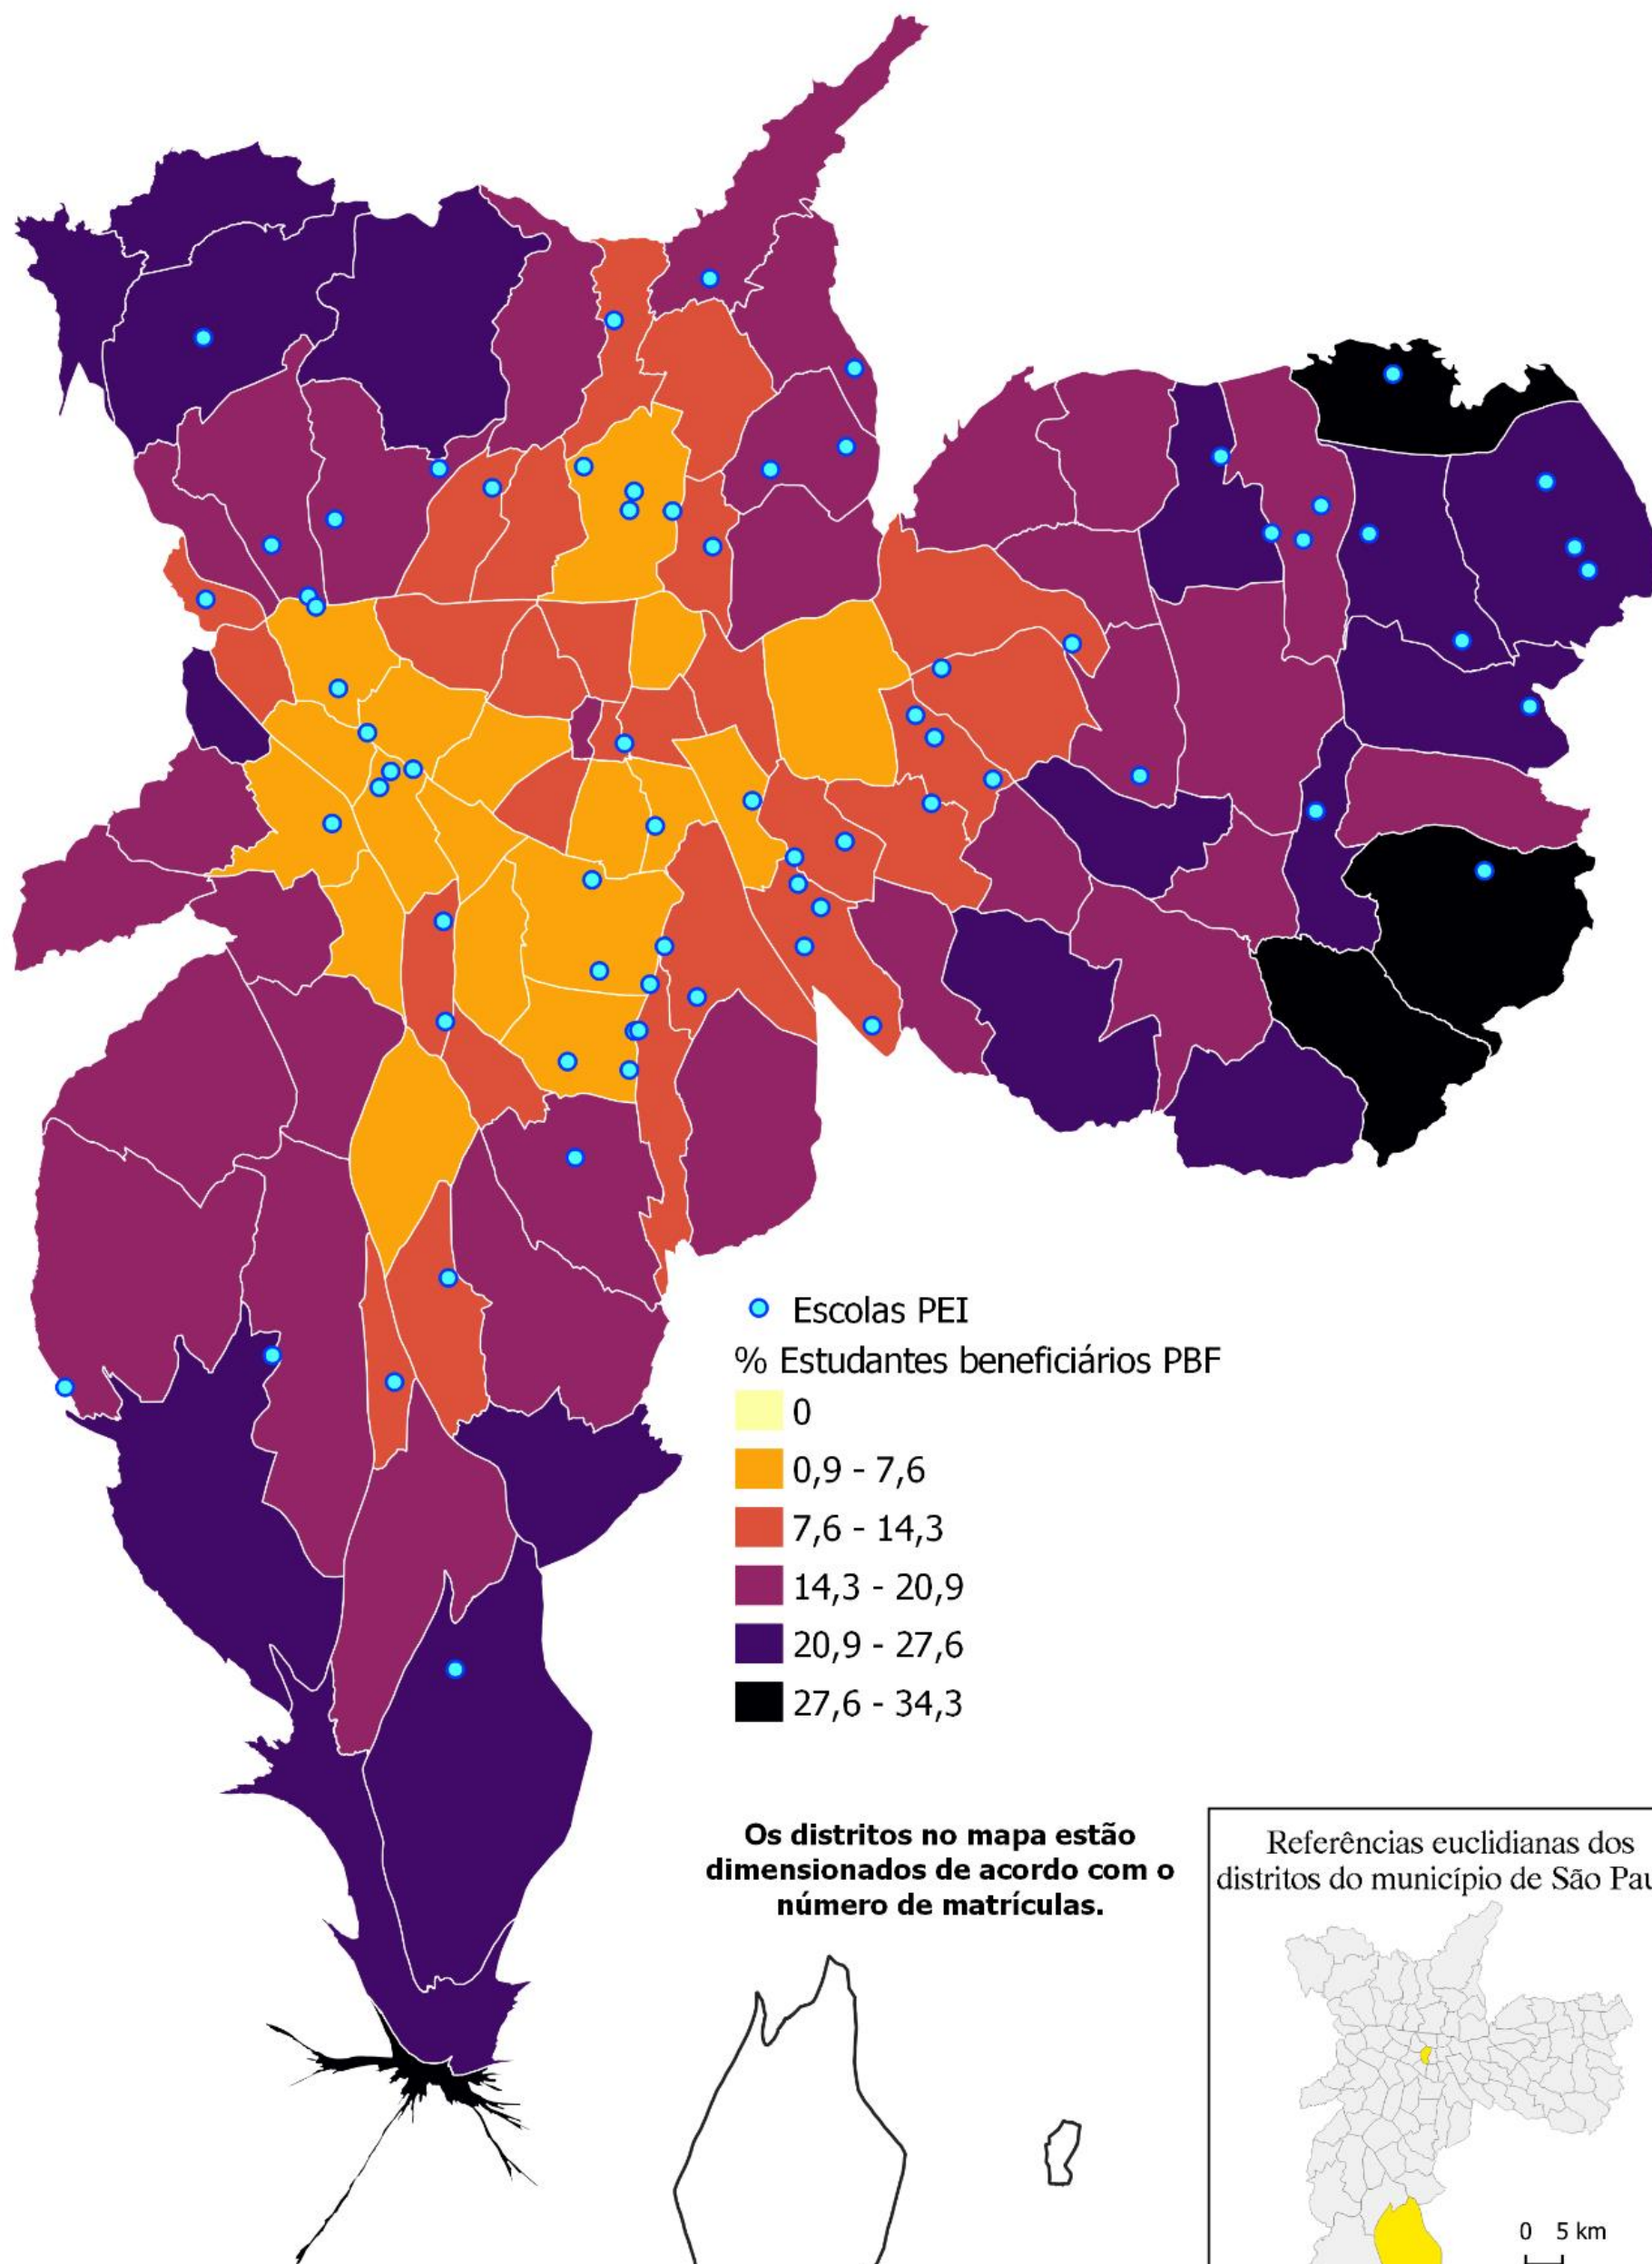 Escolas PEI
% Estudantes beneficiários PBF
0
0,9 - 7,6
7,6 - 14,3
14,3 - 20,9
20,9 - 27,6
27,6 - 34,3
Os distritos no mapa estão
dimensionados de acordo com o
número de matrículas.
Referências euclidianas dos
distritos do município de São Pau
0 5 km